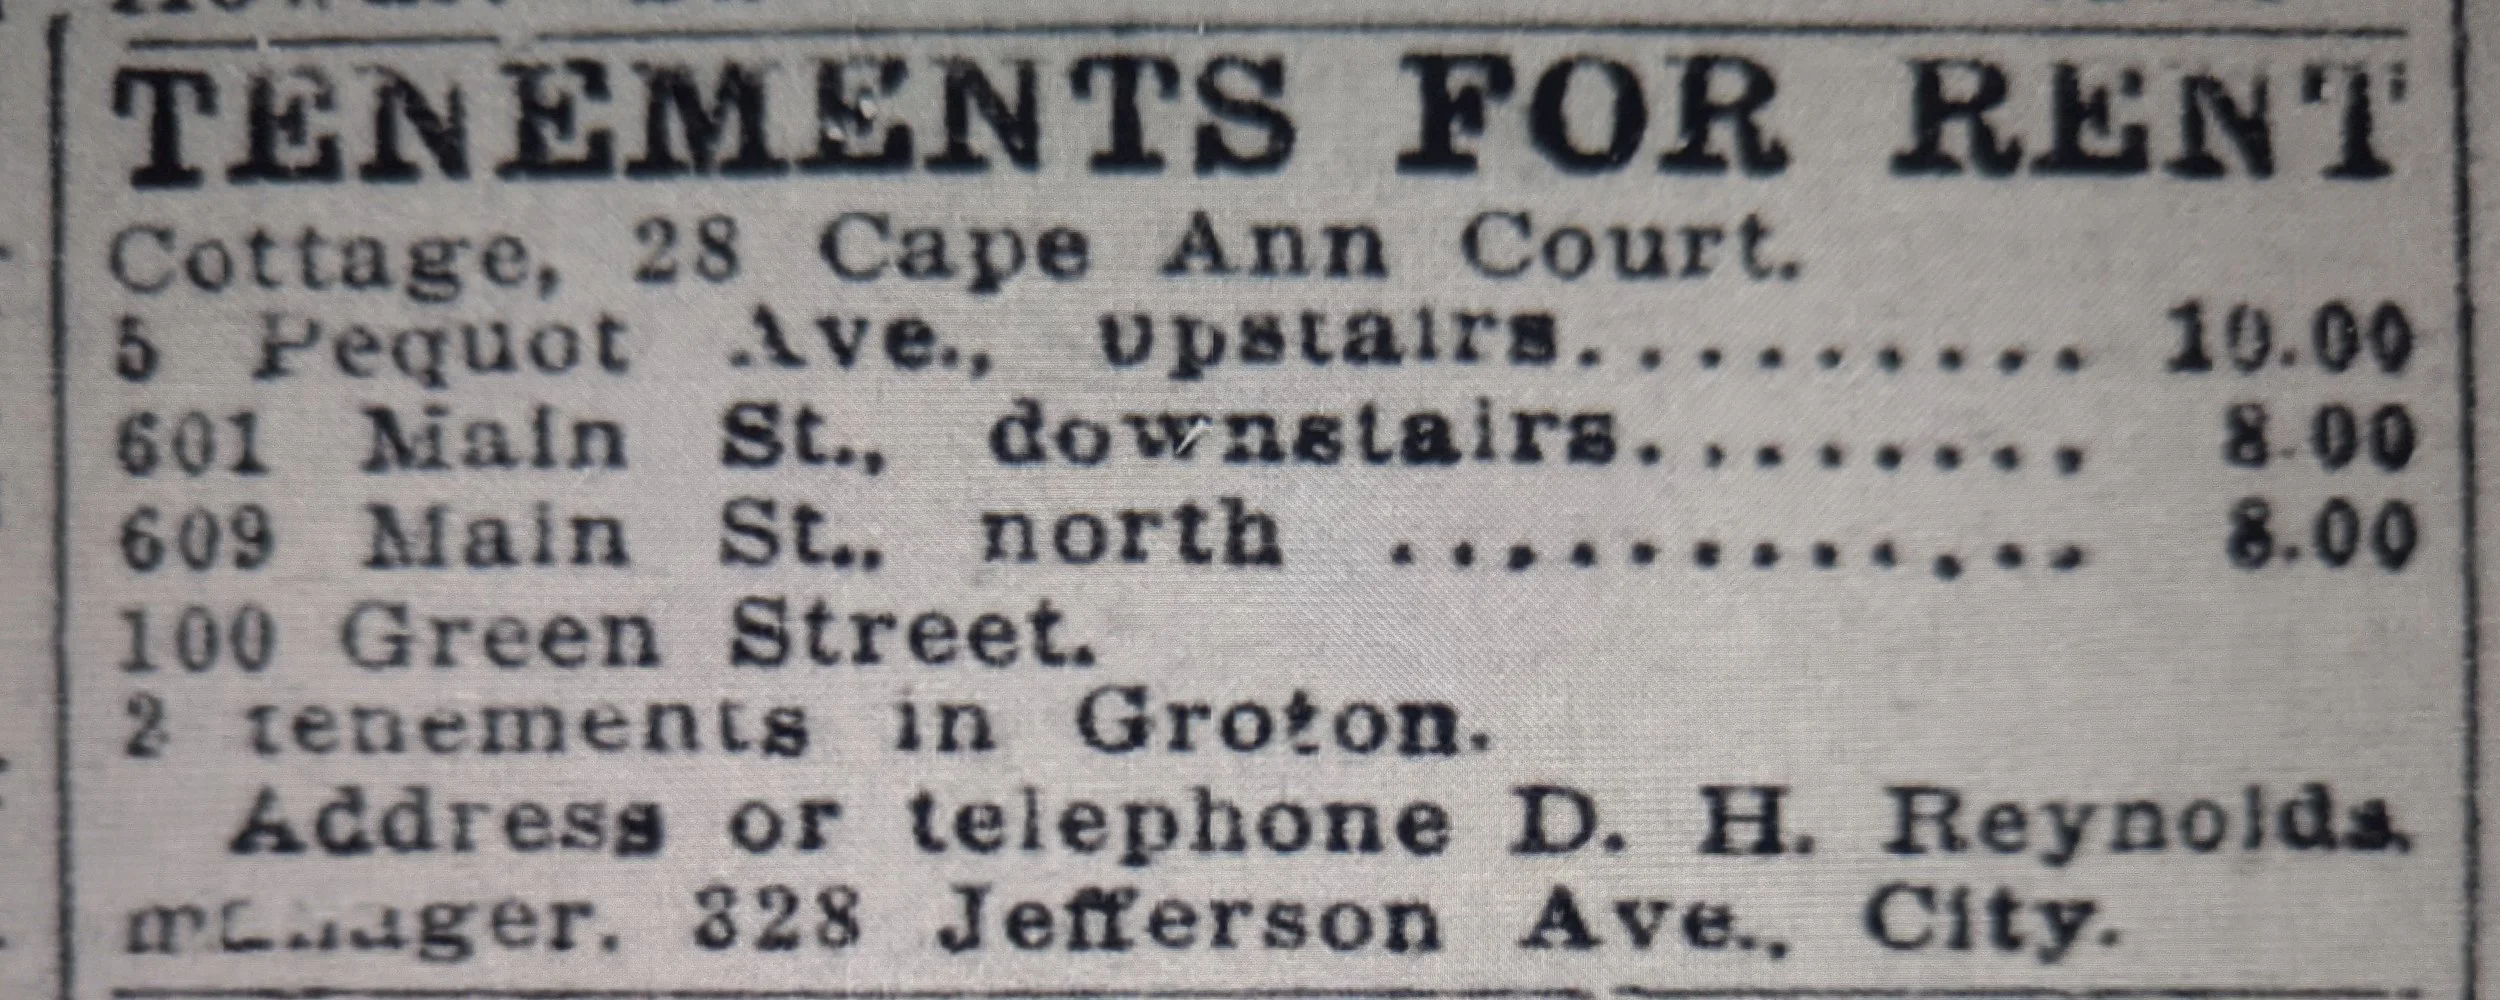 TENEMENTS FOR RENT
Cottage, 28 Cape Ann Court.
5 Pequot Ave., upstairs......... 10.00
601 Main St., downstairs........ 8.00
609 Main St., north ............ 8.00
100 Green Street.
2 tenements in Groton.
Address or telephone D. H. Reynolds,
manager, 328 Jefferson Ave., City.